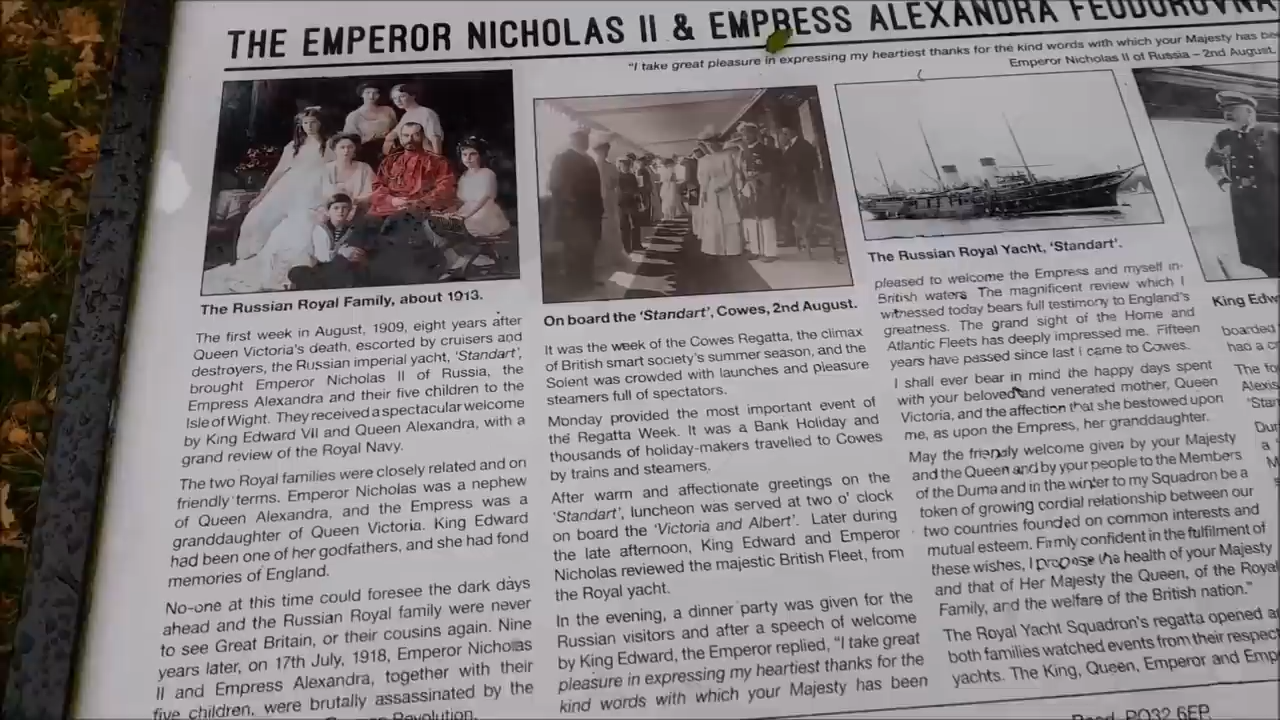 THE EMPEROR NICHOLAS II & EMPRESS ALEXANDRA FEODOROVNA
"I take great pleasure in expressing my heartiest thanks for the kind words with which your Majesty has
Emperor Nicholas II of Russia – 2nd August,
The Russian Royal Family, about 1913.
The first week in August, 1909, eight years after
Queen Victoria's death, escorted by cruisers and
destroyers, the Russian imperial yacht, 'Standart',
brought Emperor Nicholas II of Russia, the
Empress Alexandra and their five children to the
Isle of Wight. They received a spectacular welcome
by King Edward VII and Queen Alexandra, with a
grand review of the Royal Navy.
The two Royal families were closely related and on
friendly terms. Emperor Nicholas was a nephew
of Queen Alexandra, and the Empress was a
granddaughter of Queen Victoria. King Edward
had been one of her godfathers, and she had fond
memories of England.
No-one at this time could foresee the dark days
ahead and the Russian Royal family were never
to see Great Britain, or their cousins again. Nine
years later, on 17th July, 1918, Emperor Nicholas
II and Empress Alexandra, together with their
five children, were brutally assassinated by the
Revolution.
On board the 'Standart', Cowes, 2nd August.
It was the week of the Cowes Regatta, the climax
of British smart society's summer season, and the
Solent was crowded with launches and pleasure
steamers full of spectators.
Monday provided the most important event of
the Regatta Week. It was a Bank Holiday and
thousands of holiday-makers travelled to Cowes
by trains and steamers.
After warm and affectionate greetings on the
'Standart', luncheon was served at two o' clock
on board the 'Victoria and Albert'. Later during
the late afternoon, King Edward and Emperor
Nicholas reviewed the majestic British Fleet, from
the Royal yacht.
In the evening, a dinner party was given for the
Russian visitors and after a speech of welcome
by King Edward, the Emperor replied, "I take great
pleasure in expressing my heartiest thanks for the
kind words with which your Majesty has been
The Russian Royal Yacht, 'Standart'.
pleased to welcome the Empress and myself in
British waters. The magnificent review which I
witnessed today bears full testimony to England's
greatness. The grand sight of the Home and
Atlantic Fleets has deeply impressed me. Fifteen
years have passed since last I came to Cowes.
I shall ever bear in mind the happy days spent
with your beloved and venerated mother, Queen
Victoria, and the affection that she bestowed upon
me, as upon the Empress, her granddaughter.
May the friendly welcome given by your Majesty
and the Queen and by your people to the Members
of the Duma and in the winter to my Squadron be a
token of growing cordial relationship between our
two countries founded on common interests and
mutual esteem. Firmly confident in the fulfilment of
these wishes, I propose the health of your Majesty
and that of Her Majesty the Queen, of the Royal
Family, and the welfare of the British nation."
The Royal Yacht Squadron's regatta opened
both families watched events from their
yachts. The King, Queen, Emperor and
King
boarded
had a
The
Road, PO32 6EP